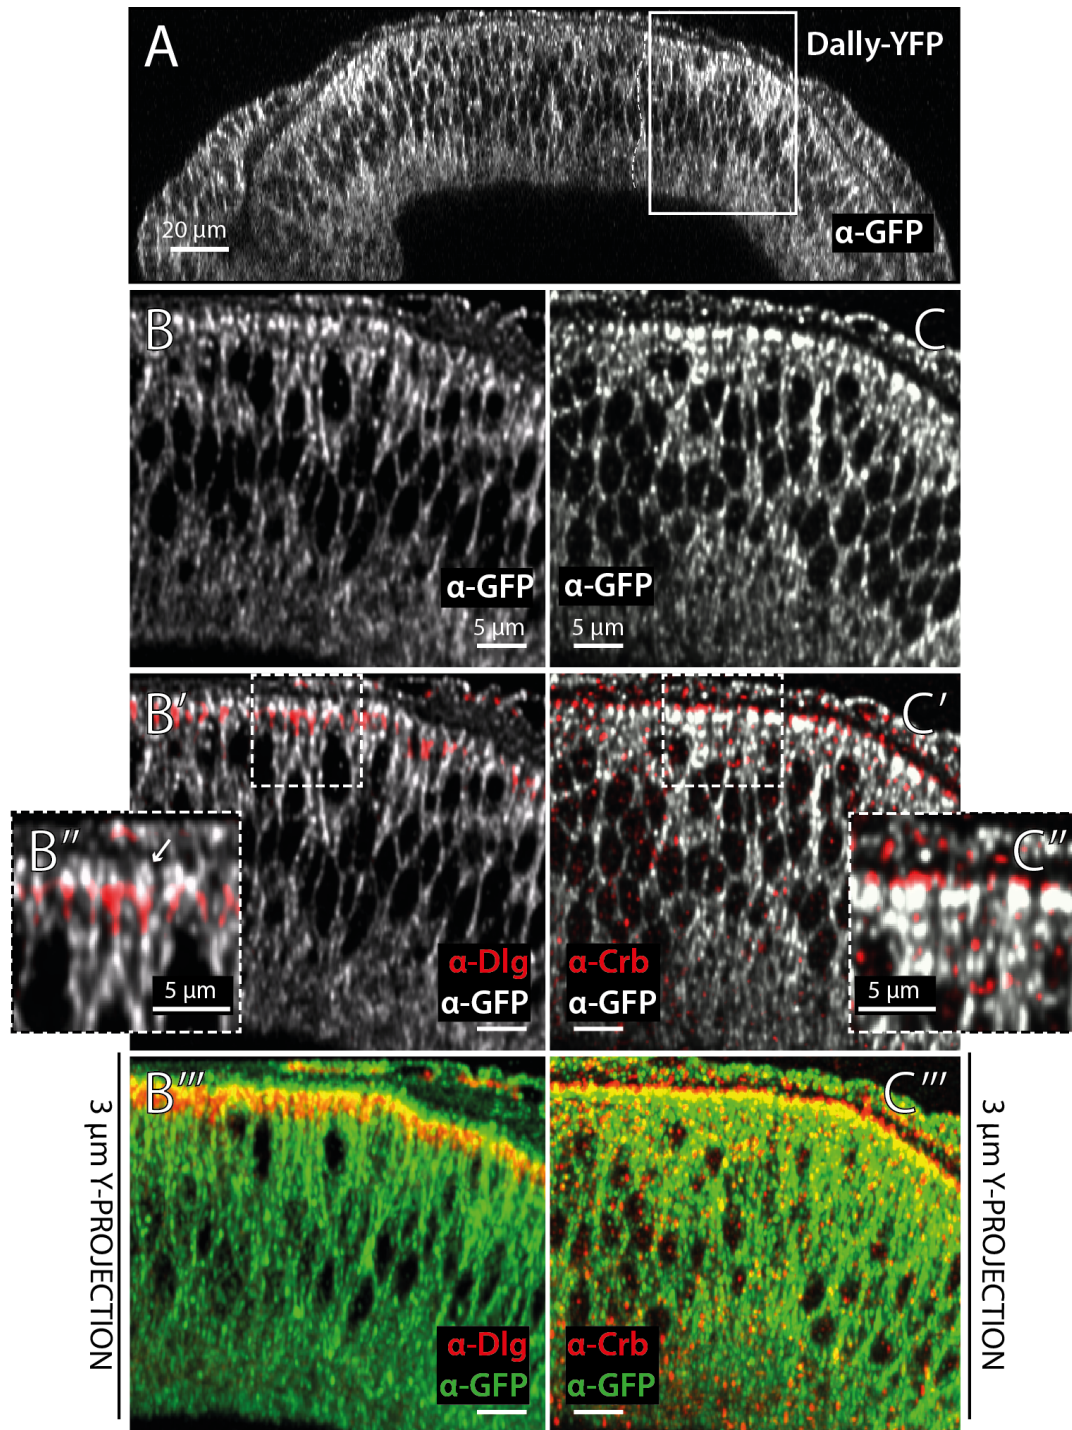 A
Dally-YFP
20 µm
α-GFP
B
C
α-GFP
α-GFP
5 µm
5 µm
B′
C′
B″
C″
5 µm
5 µm
α-Dlg
α-Crb
α-GFP
α-GFP
B‴
C‴
3 µm Y-PROJECTION
3 µm Y-PROJECTION
α-Dlg
α-Crb
α-GFP
α-GFP